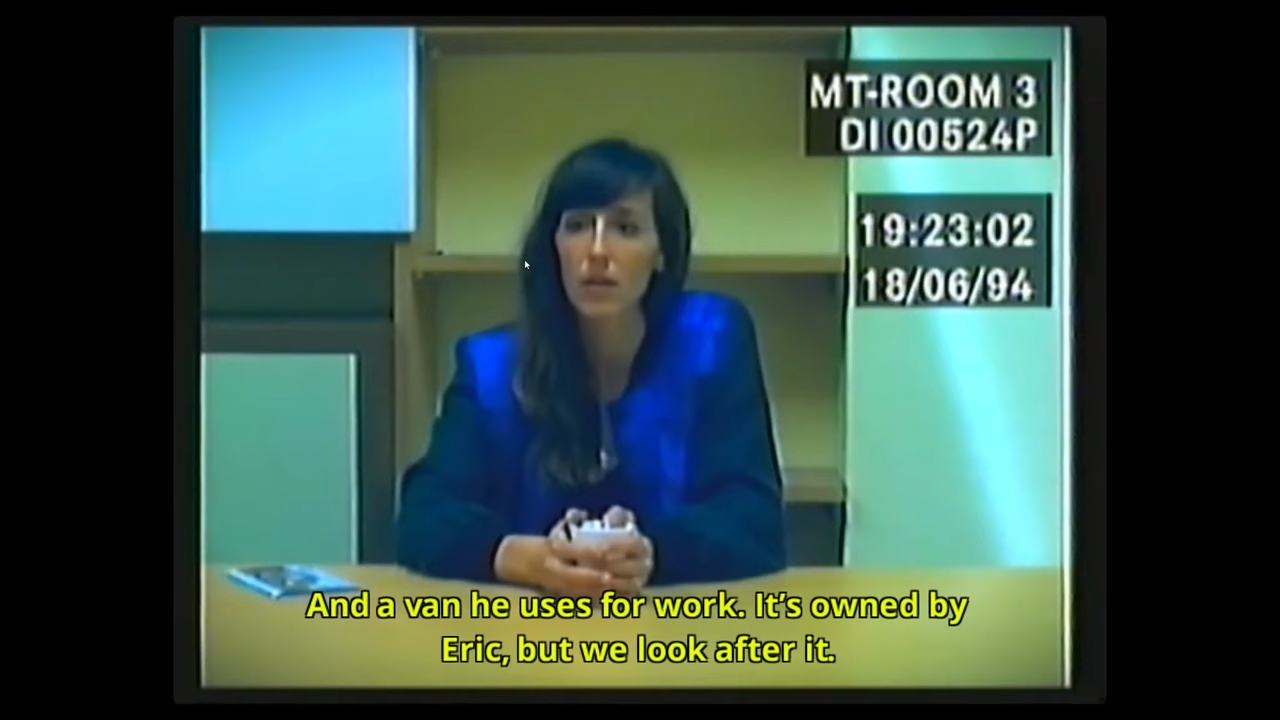 MT-ROOM 3
DI 00524P
19:23:02
18/06/94
And a van he uses for work. It's owned by
Eric, but we look after it.